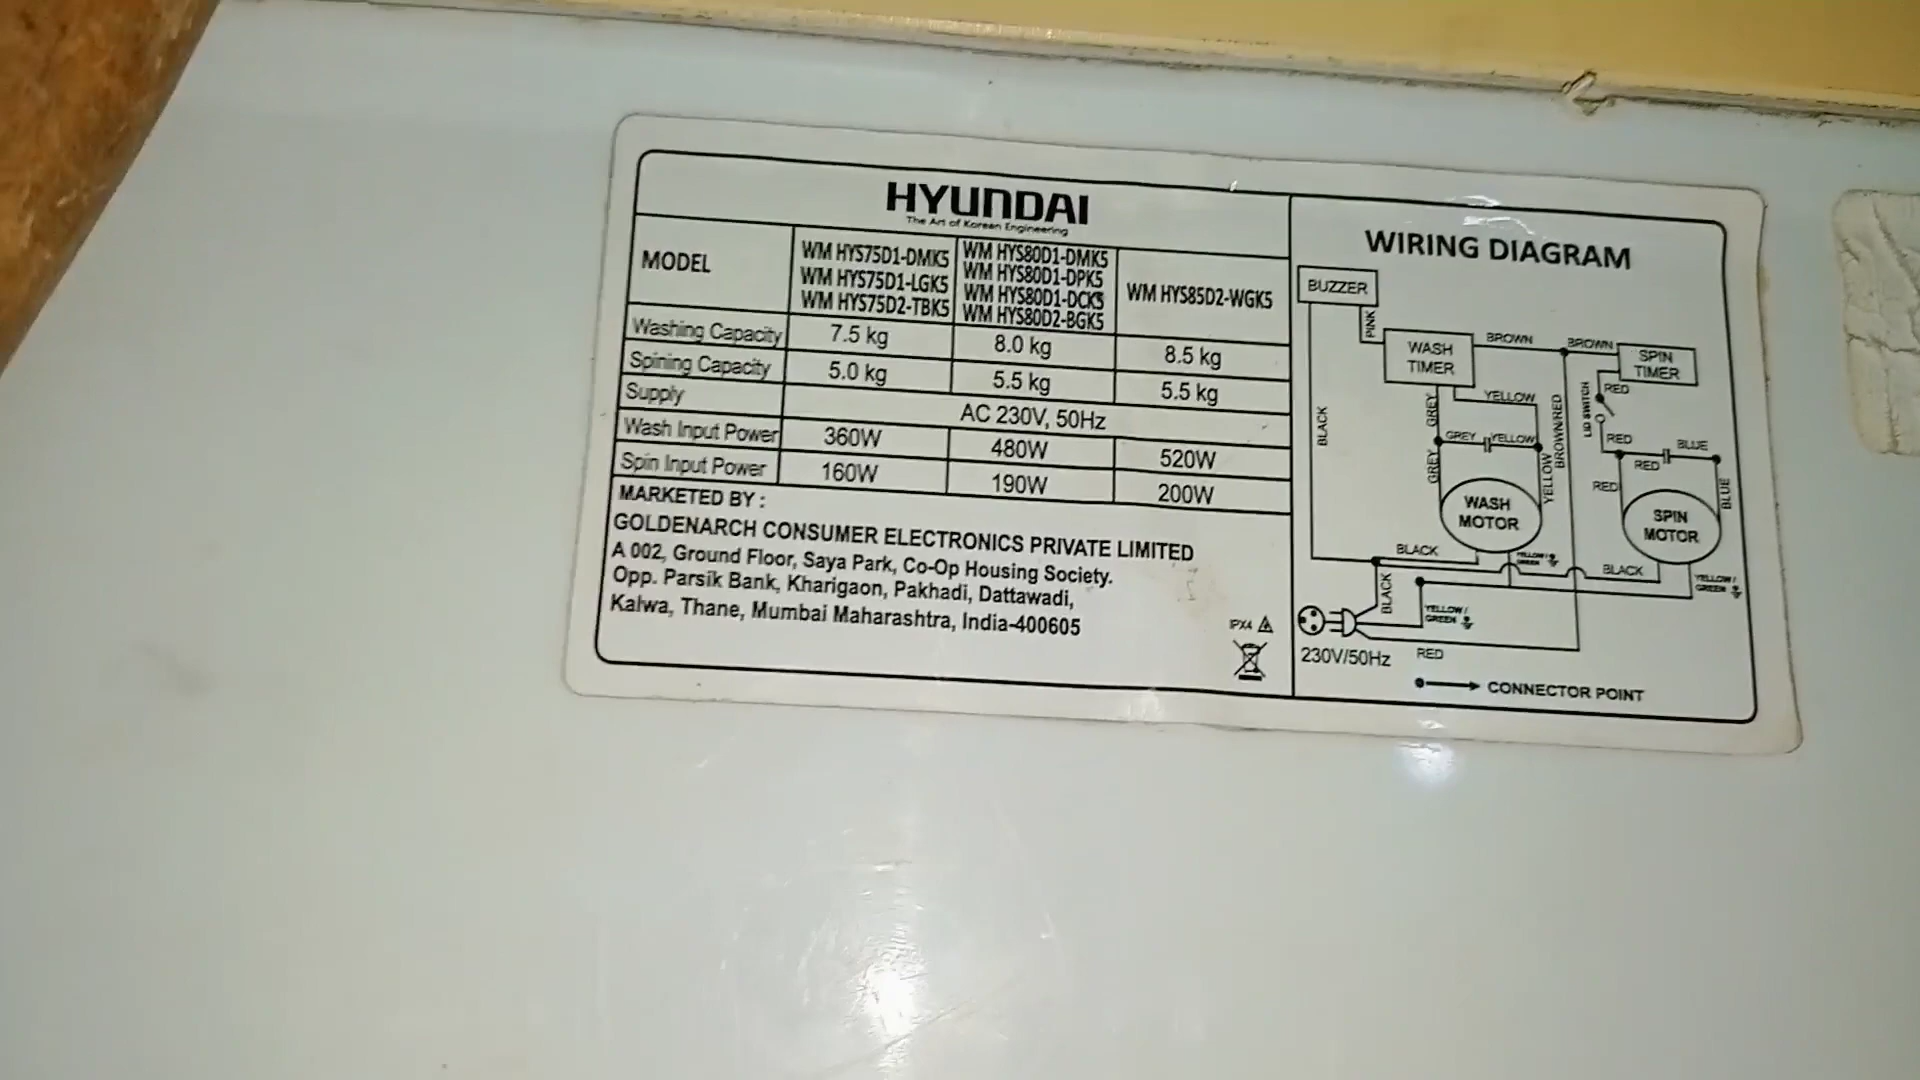 HYUNDAI
The Art of Korean Engineering
MODEL
WM HYS75D1-DMK5
WM HYS75D1-LGK5
WM HYS75D2-TBK5
WM HYS80D1-DMK5
WM HYS80D1-DPK5
WM HYS80D1-DCK5
WM HYS80D2-BGK5
WM HYS85D2-WGK5
Washing Capacity 7.5 kg 8.0 kg 8.5 kg
Spining Capacity 5.0 kg 5.5 kg 5.5 kg
Supply AC 230V, 50Hz
Wash Input Power 360W 480W 520W
Spin Input Power 160W 190W 200W
MARKETED BY :
GOLDENARCH CONSUMER ELECTRONICS PRIVATE LIMITED
A 002, Ground Floor, Saya Park, Co-Op Housing Society.
Opp. Parsik Bank, Kharigaon, Pakhadi, Dattawadi,
Kalwa, Thane, Mumbai Maharashtra, India-400605
IPX4
WIRING DIAGRAM
BUZZER
PINK
WASH
TIMER
BROWN
BROWN
SPIN
TIMER
BLACK
GREY
YELLOW
BROWN/RED
LID SWITCH
RED
GREY
YELLOW
RED
BLUE
RED
GREY
YELLOW
RED
BLUE
WASH
MOTOR
SPIN
MOTOR
BLACK
YELLOW/
GREEN
BLACK
YELLOW/
GREEN
BLACK
YELLOW/
GREEN
230V/50Hz
RED
CONNECTOR POINT